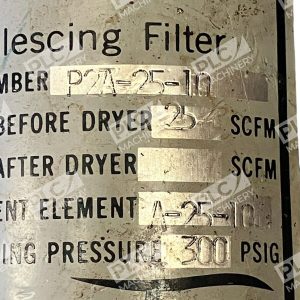 lescing Filter
MBER P2A-25-10
BEFORE DRYER 25 SCFM
AFTER DRYER SCFM
ENT ELEMENT A-25-10
ING PRESSURE 300 PSIG